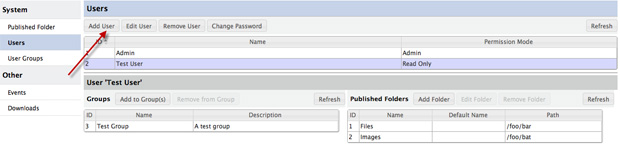 System
Published Folder
Users
User Groups
Other
Events
Downloads
Users
Add User Edit User Remove User Change Password Refresh
ID Name Permission Mode
1 Admin Admin
2 Test User Read Only
User 'Test User'
Groups Add to Group(s) Remove from Group Refresh
ID Name Description
3 Test Group A test group
Published Folders Add Folder Edit Folder Remove Folder Refresh
ID Name Default Name Path
1 Files /foo/bar
2 Images /foo/bat